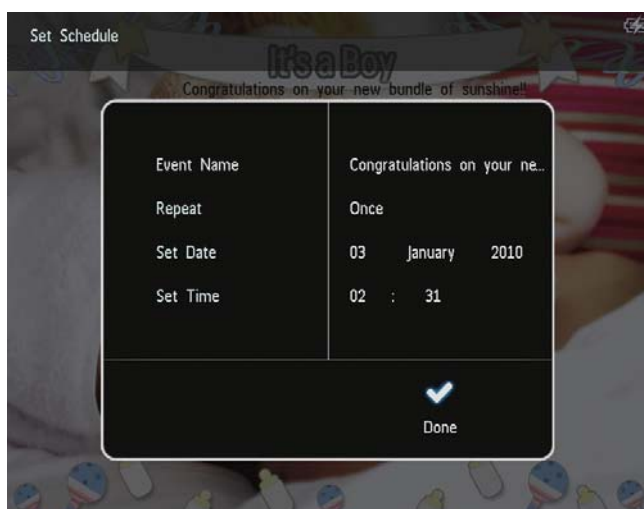 Set Schedule
It's a Boy
Congratulations on your new bundle of sunshine!!
Event Name Congratulations on your ne...
Repeat Once
Set Date 03 January 2010
Set Time 02 : 31
Done